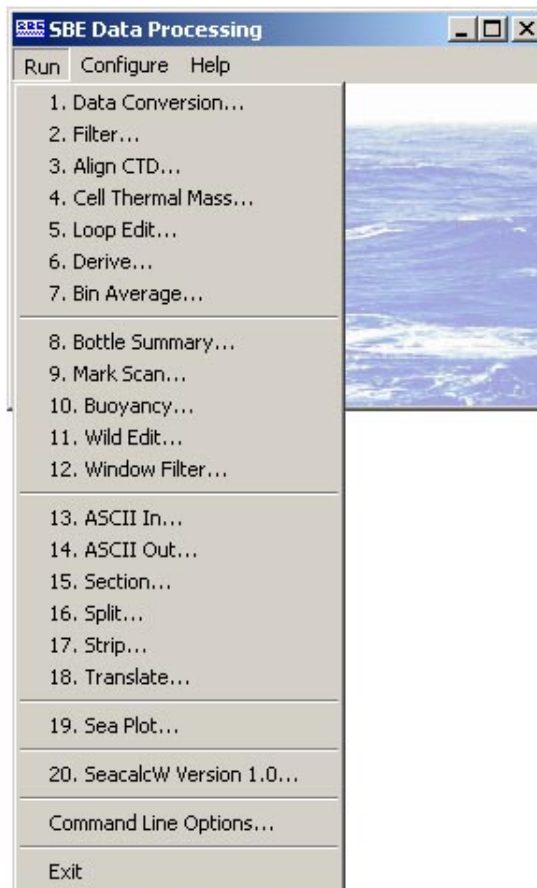 SBE SBE Data Processing
Run Configure Help
1. Data Conversion...
2. Filter...
3. Align CTD...
4. Cell Thermal Mass...
5. Loop Edit...
6. Derive...
7. Bin Average...
8. Bottle Summary...
9. Mark Scan...
10. Buoyancy...
11. Wild Edit...
12. Window Filter...
13. ASCII In...
14. ASCII Out...
15. Section...
16. Split...
17. Strip...
18. Translate...
19. Sea Plot...
20. SeacalcW Version 1.0...
Command Line Options...
Exit